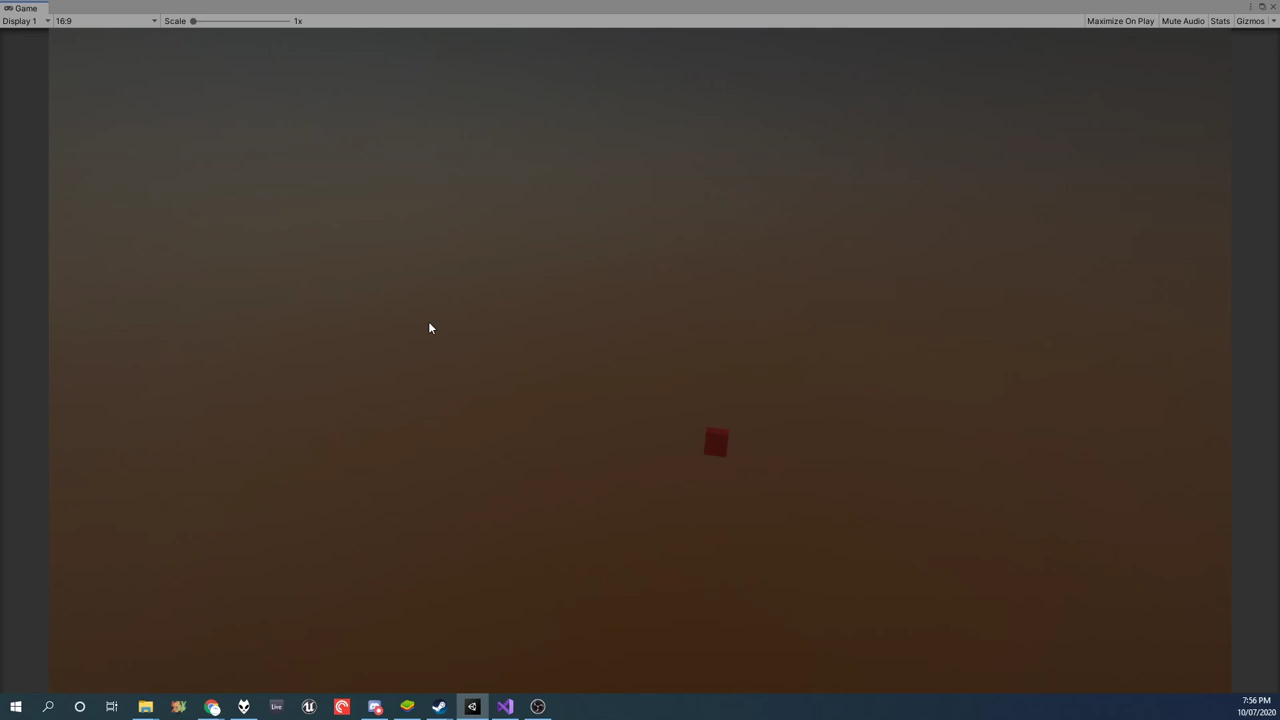 Game
Display 1 16:9 Scale 1x Maximize On Play Mute Audio Stats Gizmos
Live
7:56 PM
10/07/2020